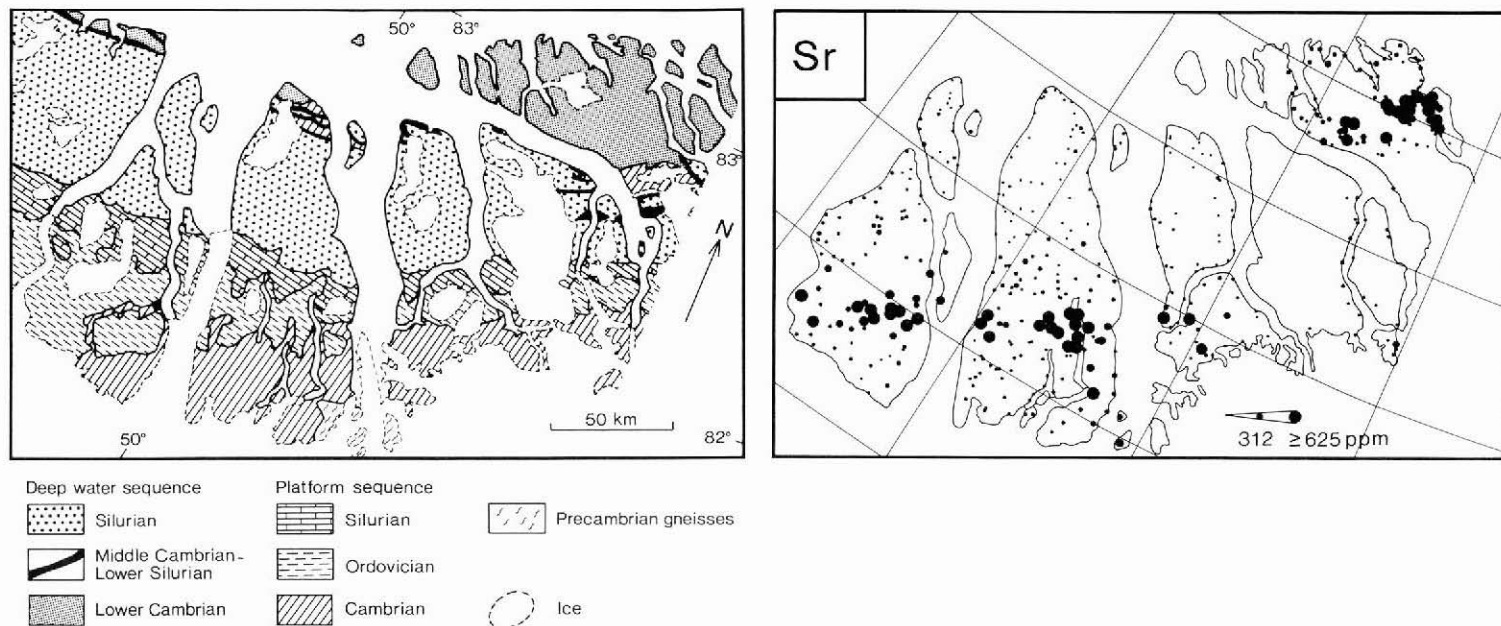 50° 83°
83°
N
50 km
50°
82°
Sr
312 ≥625 ppm
Deep water sequence
Silurian
Middle Cambrian-
Lower Silurian
Lower Cambrian
Platform sequence
Silurian
Ordovician
Cambrian
Precambrian gneisses
Ice